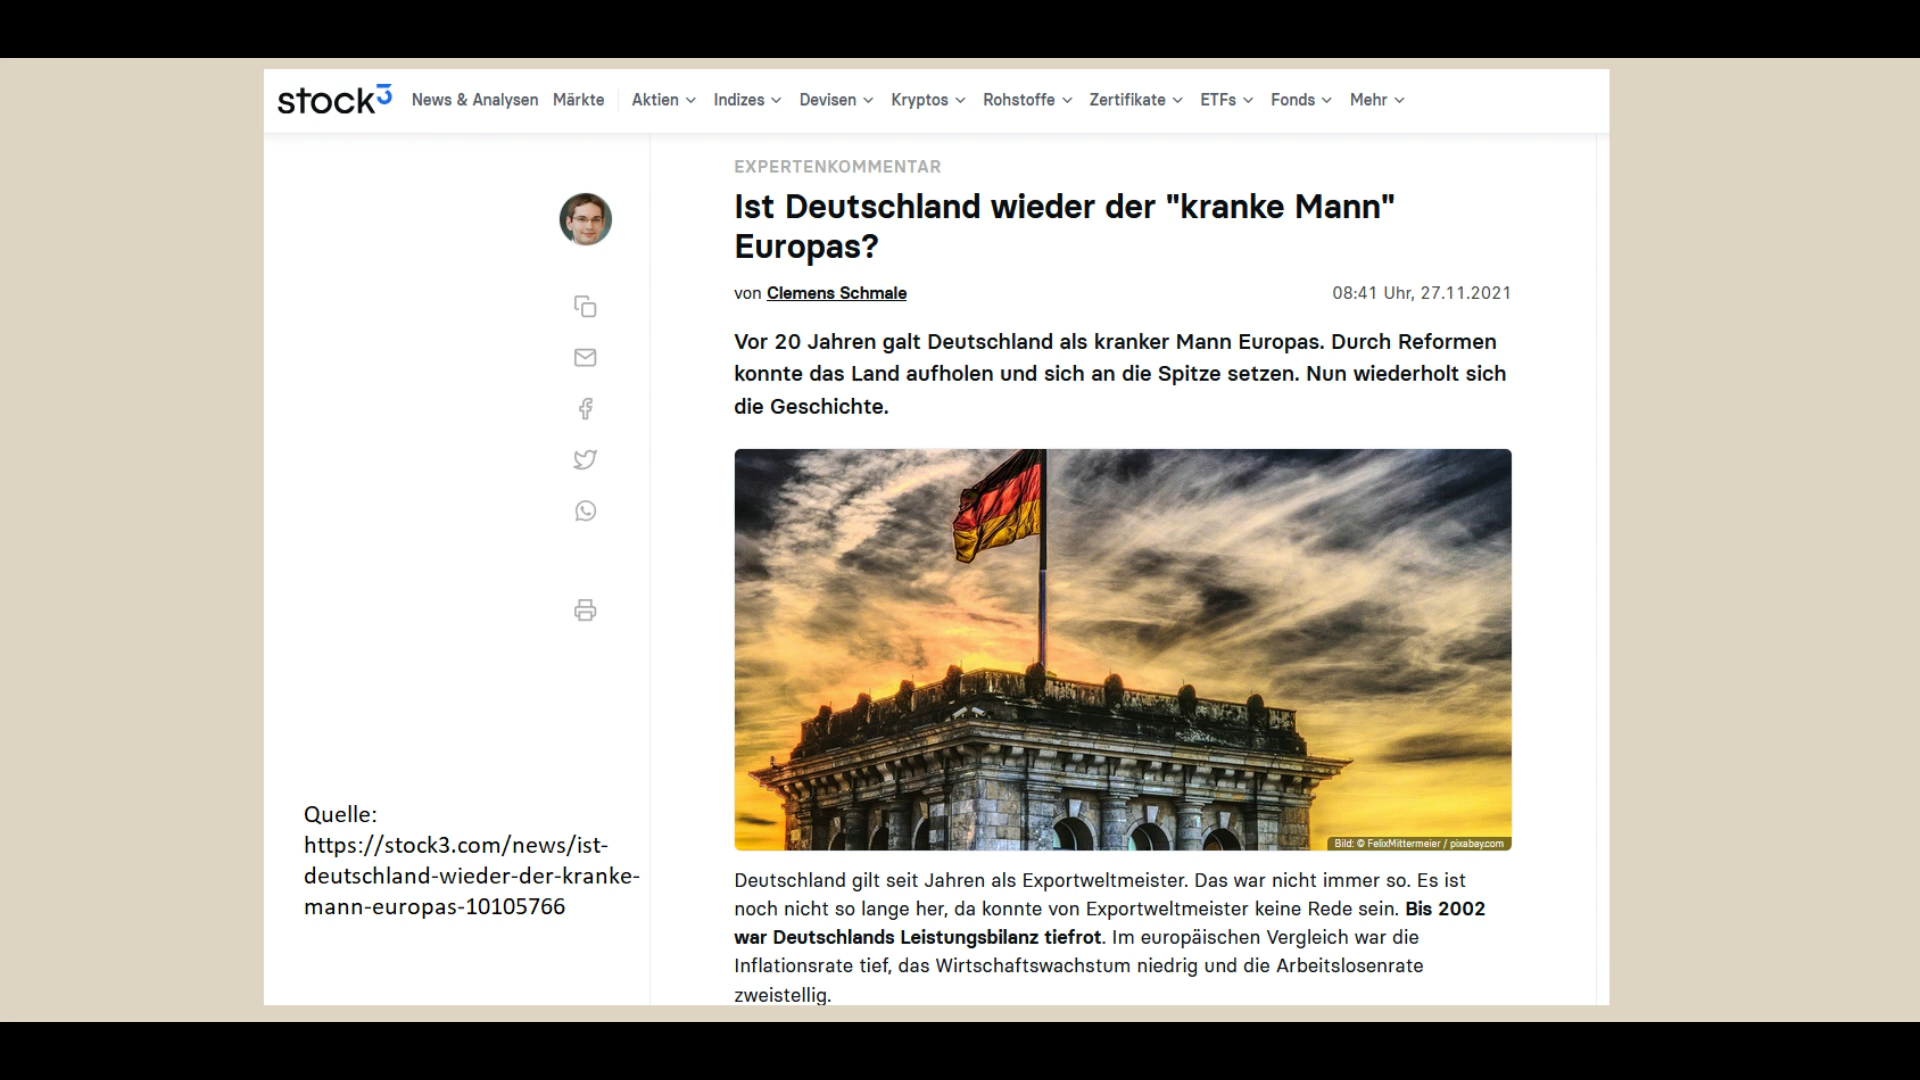 stock3 News & Analysen Märkte Aktien Indizes Devisen Kryptos Rohstoffe Zertifikate ETFs Fonds Mehr
EXPERTENKOMMENTAR
Ist Deutschland wieder der "kranke Mann"
Europas?
von Clemens Schmale 08:41 Uhr, 27.11.2021
Vor 20 Jahren galt Deutschland als kranker Mann Europas. Durch Reformen
konnte das Land aufholen und sich an die Spitze setzen. Nun wiederholt sich
die Geschichte.
Bild: © FelixMittermeier / pixabay.com
Quelle:
https://stock3.com/news/ist-
deutschland-wieder-der-kranke-
mann-europas-10105766
Deutschland gilt seit Jahren als Exportweltmeister. Das war nicht immer so. Es ist
noch nicht so lange her, da konnte von Exportweltmeister keine Rede sein. Bis 2002
war Deutschlands Leistungsbilanz tiefrot. Im europäischen Vergleich war die
Inflationsrate tief, das Wirtschaftswachstum niedrig und die Arbeitslosenrate
zweistellig.